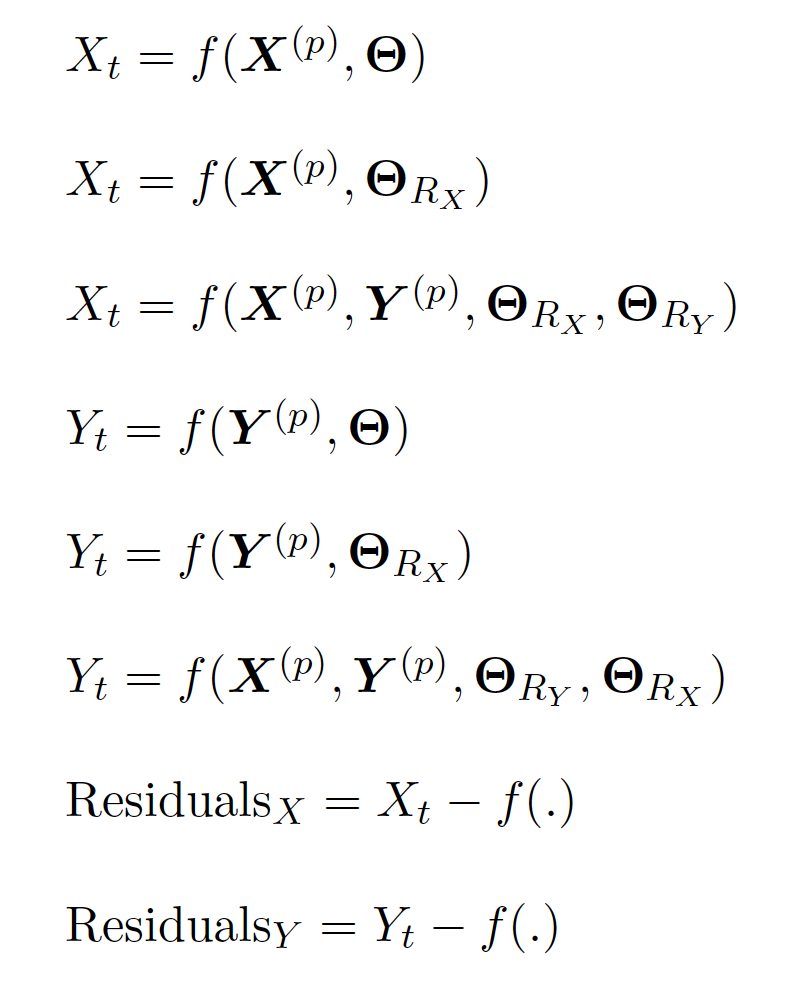 X_t = f(𝑿^(p), 𝚯)
X_t = f(𝑿^(p), 𝚯_{R_X})
X_t = f(𝑿^(p), 𝒀^(p), 𝚯_{R_X}, 𝚯_{R_Y})
Y_t = f(𝒀^(p), 𝚯)
Y_t = f(𝒀^(p), 𝚯_{R_X})
Y_t = f(𝑿^(p), 𝒀^(p), 𝚯_{R_Y}, 𝚯_{R_X})
Residuals_X = X_t − f(.)
Residuals_Y = Y_t − f(.)